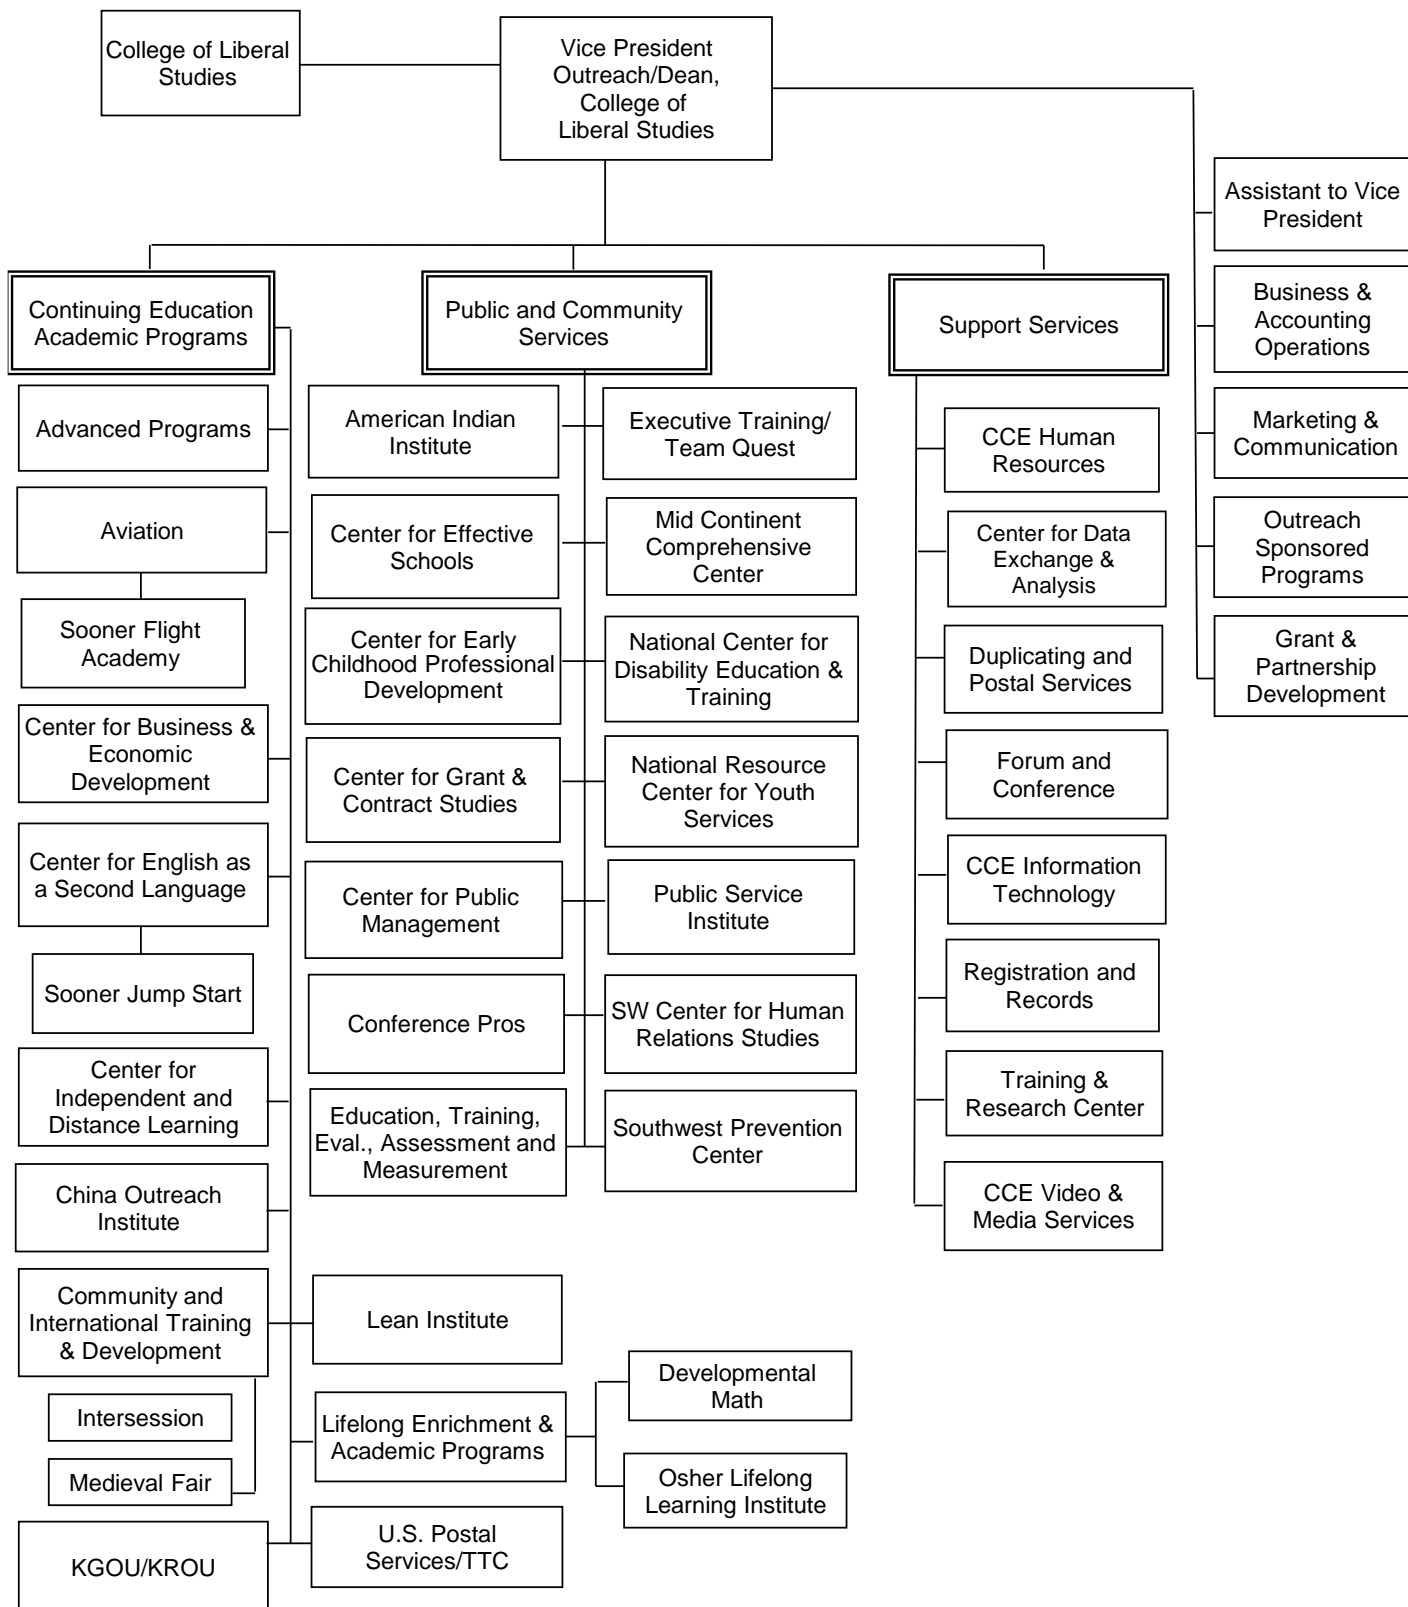 College of Liberal
Studies
Vice President
Outreach/Dean,
College of
Liberal Studies
Assistant to Vice
President
Business &
Accounting
Operations
Marketing &
Communication
Outreach
Sponsored
Programs
Grant &
Partnership
Development
Continuing Education
Academic Programs
Advanced Programs
Aviation
Sooner Flight
Academy
Center for Business &
Economic
Development
Center for English as
a Second Language
Sooner Jump Start
Center for
Independent and
Distance Learning
China Outreach
Institute
Community and
International Training
& Development
Intersession
Medieval Fair
KGOU/KROU
Lean Institute
Lifelong Enrichment &
Academic Programs
Developmental
Math
Osher Lifelong
Learning Institute
U.S. Postal
Services/TTC
Public and Community
Services
American Indian
Institute
Center for Effective
Schools
Center for Early
Childhood Professional
Development
Center for Grant &
Contract Studies
Center for Public
Management
Conference Pros
Education, Training,
Eval., Assessment and
Measurement
Executive Training/
Team Quest
Mid Continent
Comprehensive
Center
National Center for
Disability Education &
Training
National Resource
Center for Youth
Services
Public Service
Institute
SW Center for Human
Relations Studies
Southwest Prevention
Center
Support Services
CCE Human
Resources
Center for Data
Exchange &
Analysis
Duplicating and
Postal Services
Forum and
Conference
CCE Information
Technology
Registration and
Records
Training &
Research Center
CCE Video &
Media Services